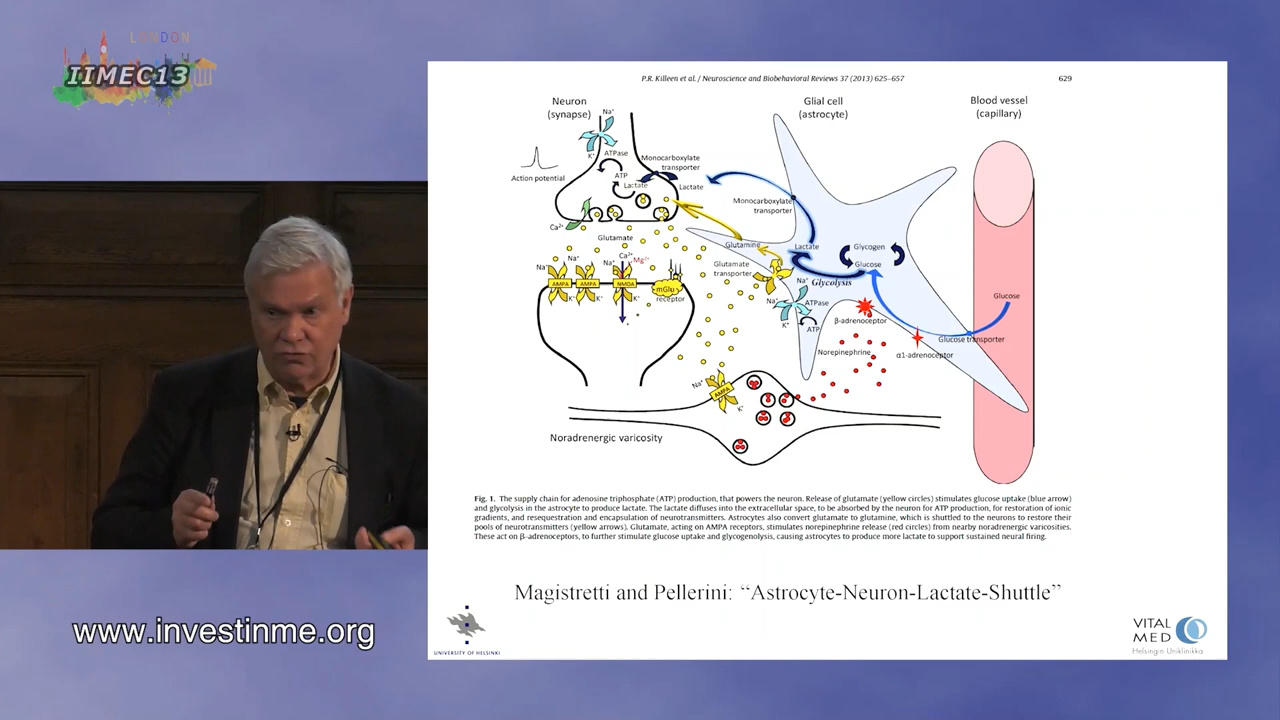 LONDON
IIMEC13
P.R. Killeen et al. / Neuroscience and Biobehavioral Reviews 37 (2013) 625–657
629
Neuron
(synapse)
Glial cell
(astrocyte)
Blood vessel
(capillary)
Na⁺
K⁺
ATPase
ATP
Lactate
Action potential
Monocarboxylate
transporter
Lactate
Monocarboxylate
transporter
Ca²⁺
Glutamate
Glutamine
Lactate
Glycogen
Glucose
Glycolysis
Glutamate
transporter
Na⁺
Na⁺
Na⁺
Ca²⁺
Mg²⁺
AMPA
AMPA
NMDA
mGlu
receptor
K⁺
K⁺
K⁺
Na⁺
Na⁺
ATPase
K⁺
ATP
Glucose
Glucose transporter
β-adrenoceptor
α1-adrenoceptor
Norepinephrine
Na⁺
AMPA
K⁺
Noradrenergic varicosity
Fig. 1. The supply chain for adenosine triphosphate (ATP) production, that powers the neuron. Release of glutamate (yellow circles) stimulates glucose uptake (blue arrow)
and glycolysis in the astrocyte to produce lactate. The lactate diffuses into the extracellular space, to be absorbed by the neuron for ATP production, for restoration of ionic
gradients, and resequestration and encapsulation of neurotransmitters. Astrocytes also convert glutamate to glutamine, which is shuttled to the neurons to restore their
pools of neurotransmitters (yellow arrows). Glutamate, acting on AMPA receptors, stimulates norepinephrine release (red circles) from nearby noradrenergic varicosities.
These act on β-adrenoceptors, to further stimulate glucose uptake and glycogenolysis, causing astrocytes to produce more lactate to support sustained neural firing.
Magistretti and Pellerini: “Astrocyte-Neuron-Lactate-Shuttle”
UNIVERSITY OF HELSINKI
VITAL
MED
Helsingin Uniklinikka
www.investinme.org